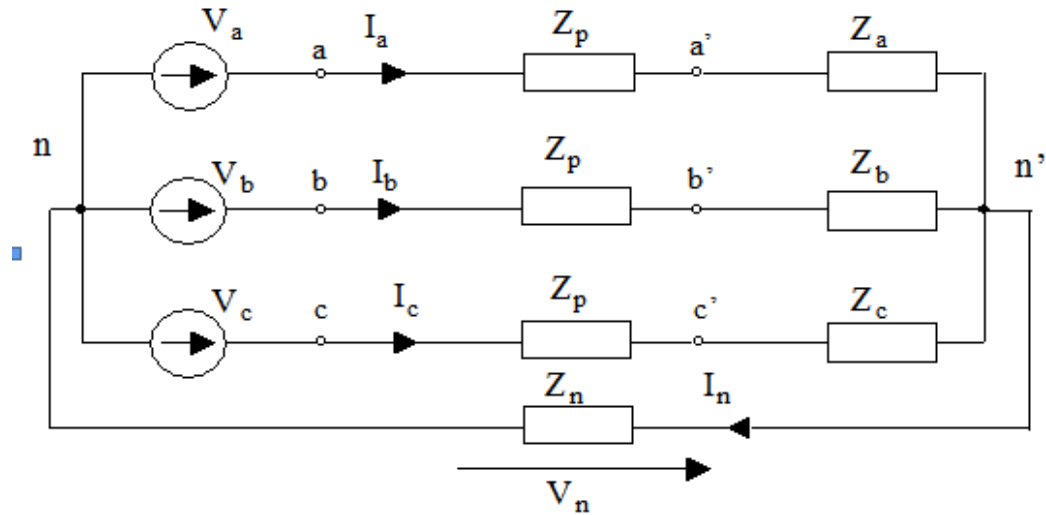 Va Ia Zp a' Za
a
n
Vb b Ib Zp b' Zb n'
Vc c Ic Zp c' Zc
Zn In
Vn